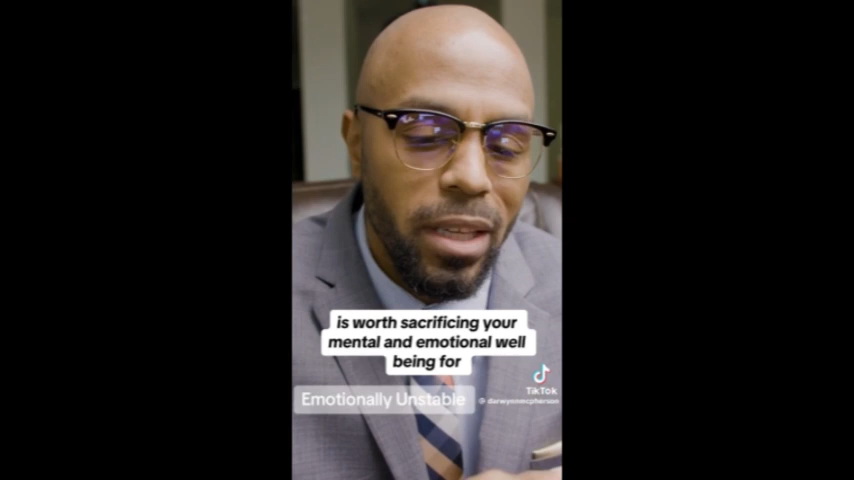 is worth sacrificing your
mental and emotional well
being for
Emotionally Unstable
TikTok
darwynnmcpherson